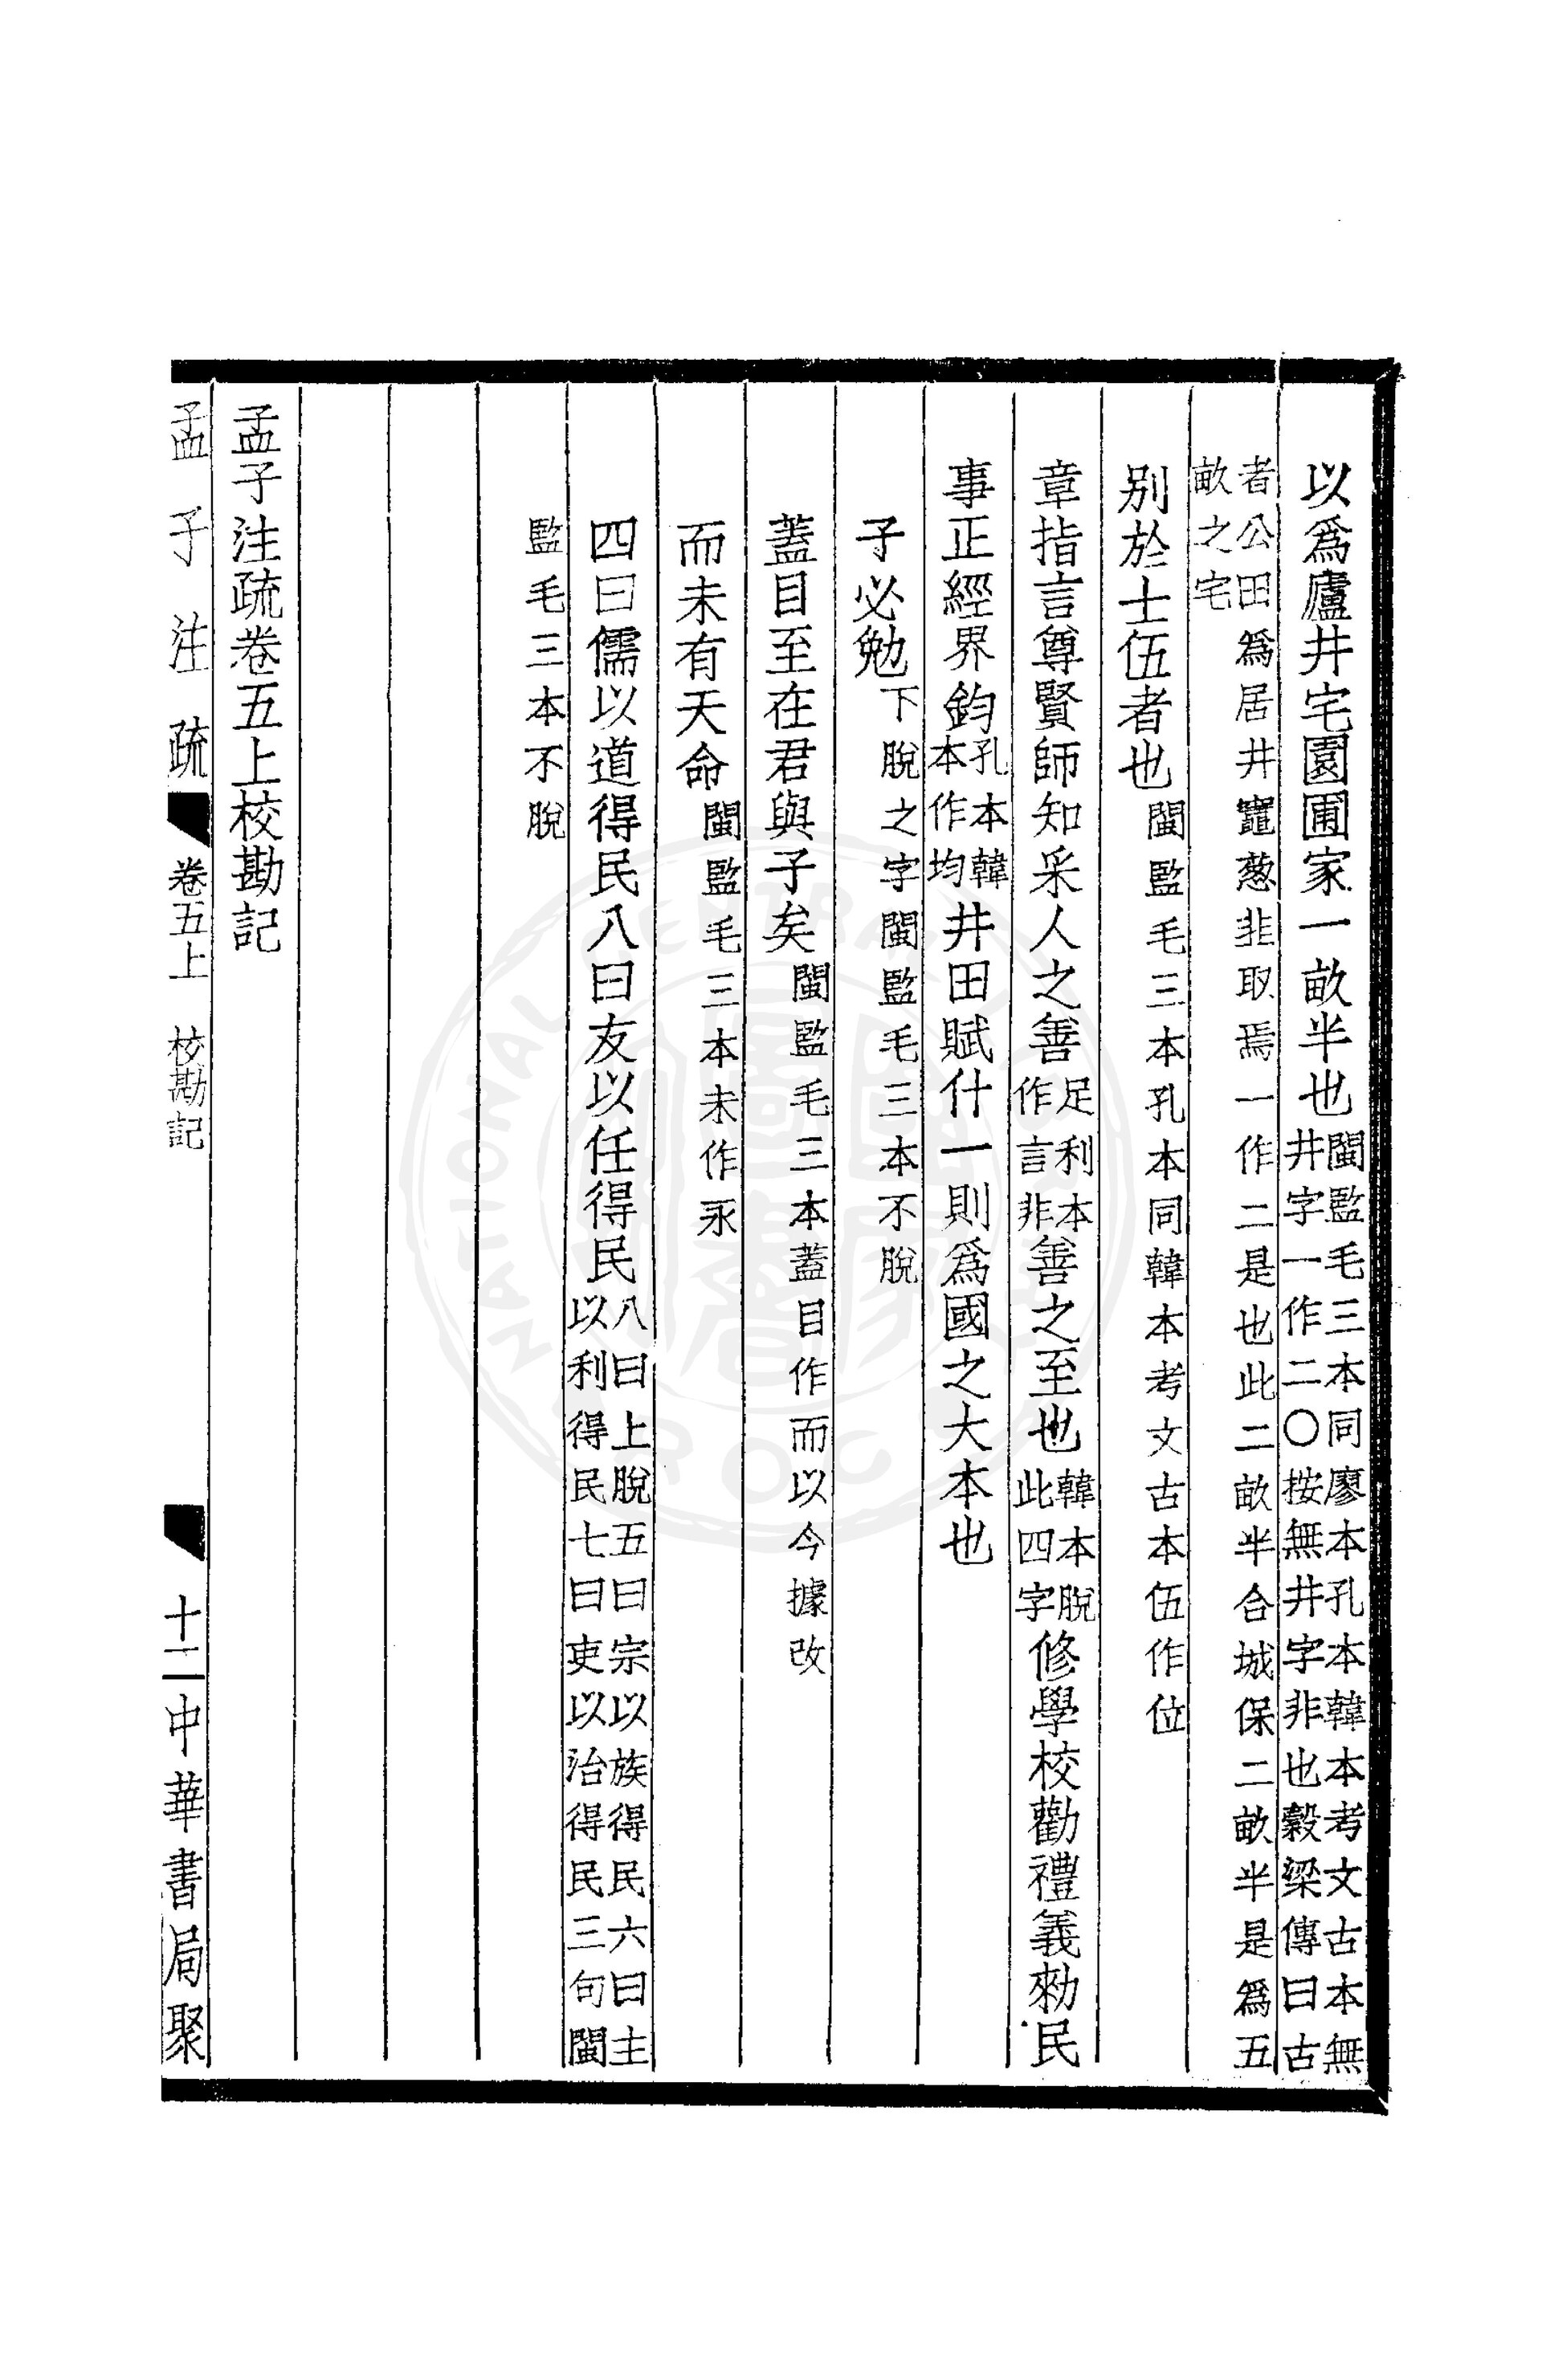 以爲廬井宅園圃家一畝半也閩監毛三本同廖本孔本韓本考文古本無井字一作二〇按無井字非也穀梁傳曰古
者公田爲居井竈葱韭取焉一作二是也此二畝半合城保二畝半是爲五畝之宅
别於士伍者也閩監毛三本孔本同韓本考文古本伍作位
章指言尊賢師知采人之善足利本作言非善之至也韓本脫此四字修學校勸禮義勑民
事正經界鈞孔本韓本作均井田賦什一則爲國之大本也
子必勉下脫之字閩監毛三本不脫
蓋目至在君與子矣閩監毛三本蓋目作而以今據改
而未有天命閩監毛三本未作永
四曰儒以道得民八曰友以任得民八曰上脫五曰宗以族得民六曰主以利得民七曰吏以治得民三句閩
監毛三本不脫
孟子注疏卷五上校勘記
孟子注疏 卷五上 校勘記 十二 中華書局聚